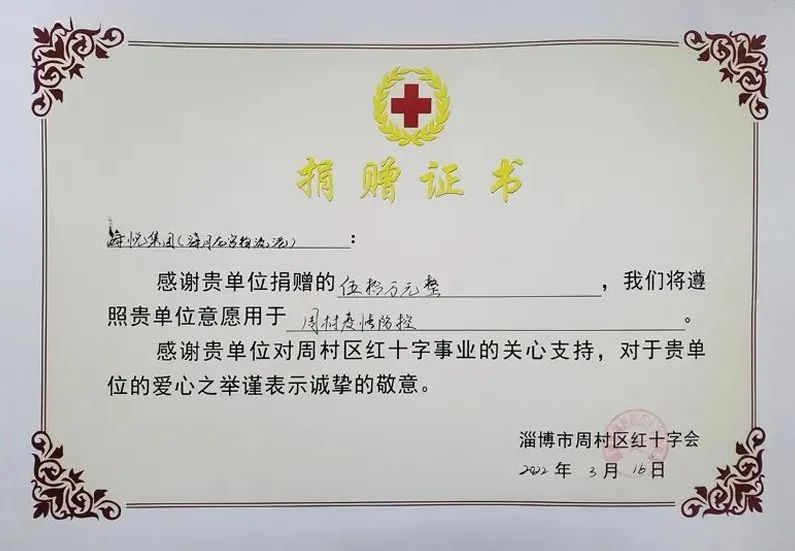 捐赠证书
海悦集团(海月龙宫物流港):
感谢贵单位捐赠的伍拾万元整,我们将遵
照贵单位意愿用于周村疫情防控。
感谢贵单位对周村区红十字事业的关心支持,对于贵单
位的爱心之举谨表示诚挚的敬意。
淄博市周村区红十字会
2022年3月16日